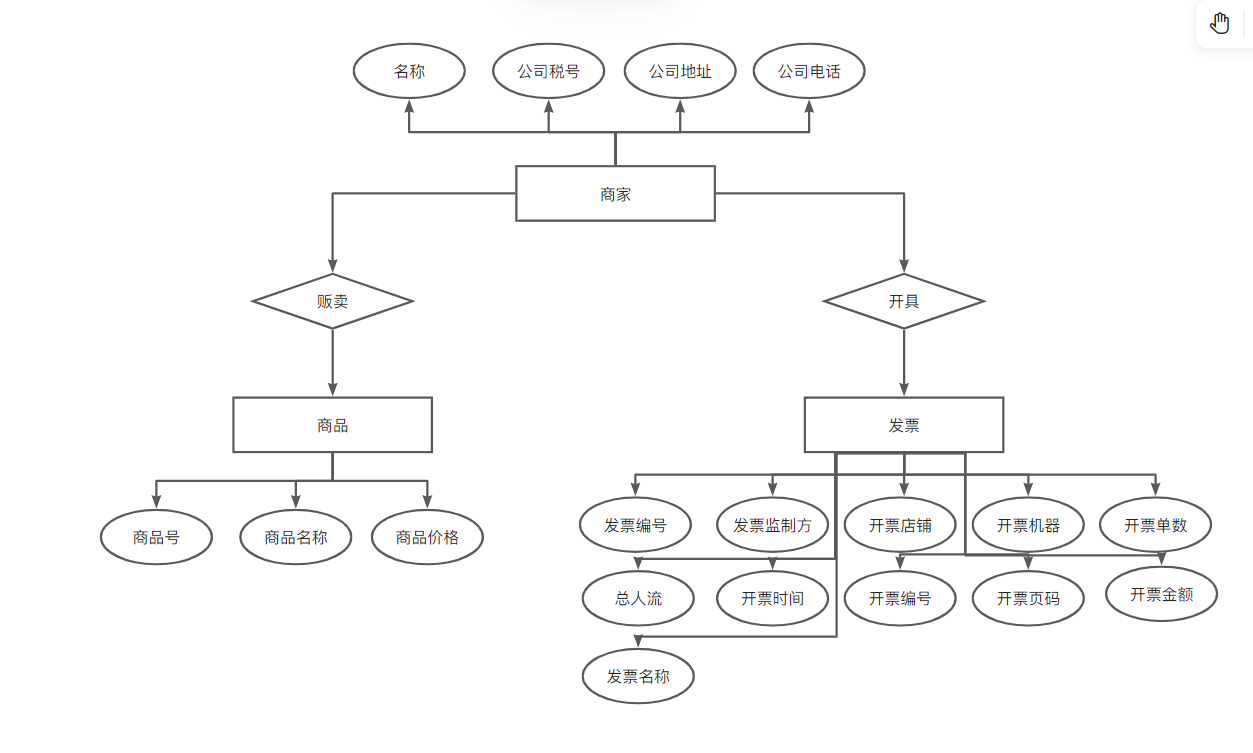 名称
公司税号
公司地址
公司电话
商家
贩卖
开具
商品
发票
商品号
商品名称
商品价格
发票编号
发票监制方
开票店铺
开票机器
开票单数
总人流
开票时间
开票编号
开票页码
开票金额
发票名称